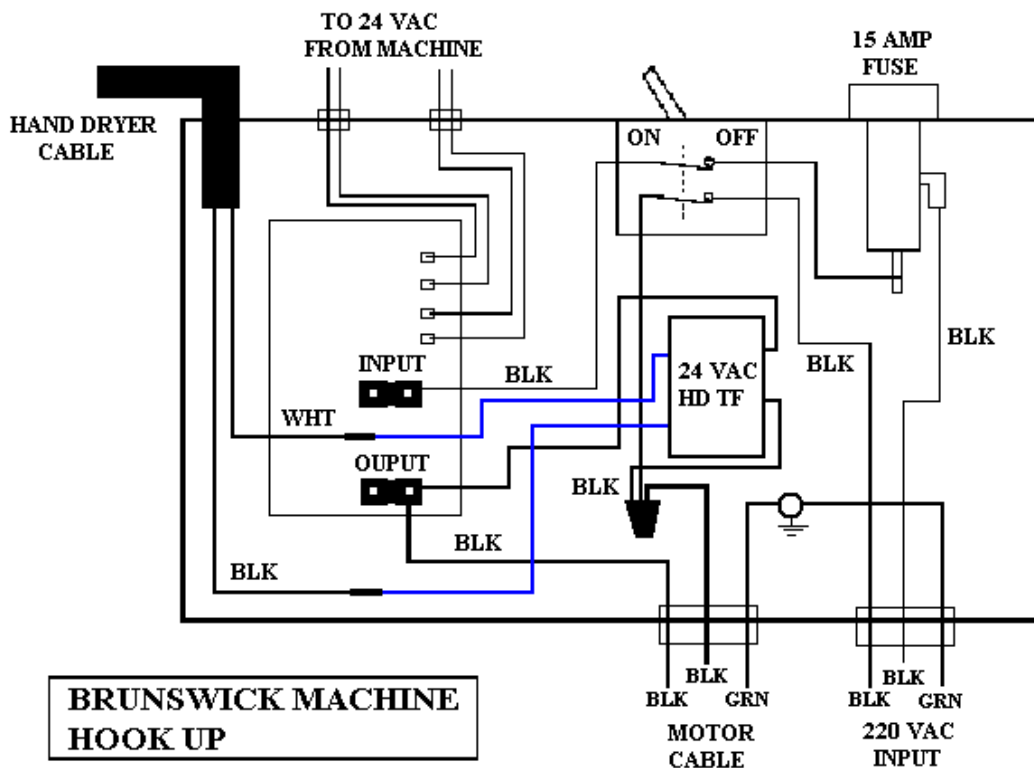 TO 24 VAC
FROM MACHINE
15 AMP
FUSE
HAND DRYER
CABLE
ON
OFF
INPUT
BLK
24 VAC
HD TF
BLK
BLK
WHT
OUPUT
BLK
BLK
BLK
BLK
BLK
GRN
BLK
BLK
GRN
MOTOR
CABLE
220 VAC
INPUT
BRUNSWICK MACHINE
HOOK UP